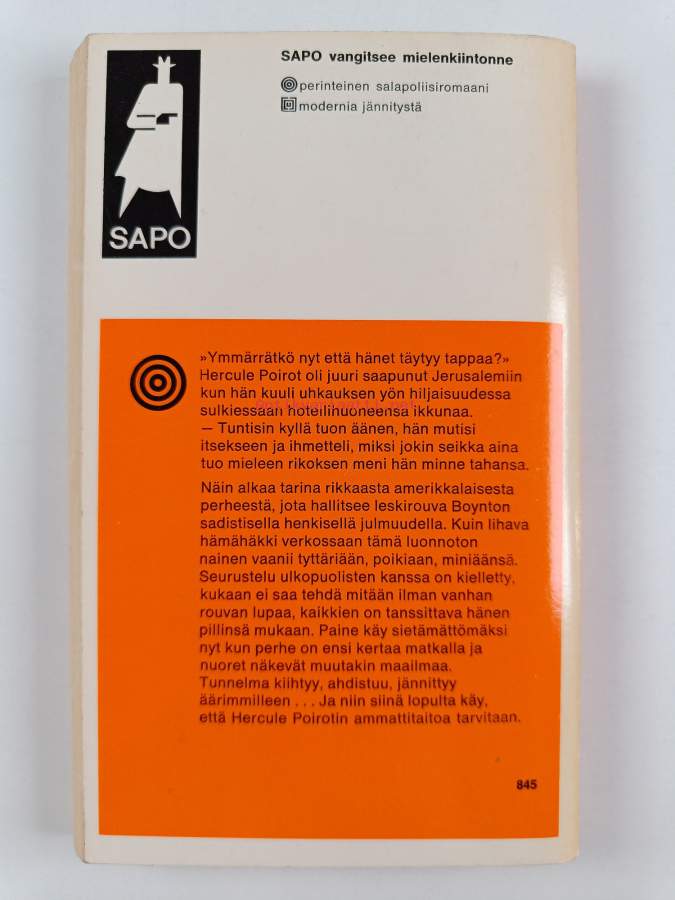 SAPO vangitsee mielenkiintonne
perinteinen salapoliisiromaani
modernia jännitystä
SAPO
»Ymmärrätkö nyt että hänet täytyy tappaa?»
Hercule Poirot oli juuri saapunut Jerusalemiin
kun hän kuuli uhkauksen yön hiljaisuudessa
sulkiessaan hotellihuoneensa ikkunaa.
— Tuntisin kyllä tuon äänen, hän mutisi
itsekseen ja ihmetteli, miksi jokin seikka aina
tuo mieleen rikoksen meni hän minne tahansa.
Näin alkaa tarina rikkaasta amerikkalaisesta
perheestä, jota hallitsee leskirouva Boynton
sadistisella henkisellä julmuudella. Kuin lihava
hämähäkki verkossaan tämä luonnoton
nainen vaanii tyttäriään, poikiaan, miniäänsä.
Seurustelu ulkopuolisten kanssa on kielletty,
kukaan ei saa tehdä mitään ilman vanhan
rouvan lupaa, kaikkien on tanssittava hänen
pillinsä mukaan. Paine käy sietämättömäksi
nyt kun perhe on ensi kertaa matkalla ja
nuoret näkevät muutakin maailmaa.
Tunnelma kiihtyy, ahdistuu, jännittyy
äärimmilleen . . . Ja niin siinä lopulta käy,
että Hercule Poirotin ammattitaitoa tarvitaan.
845